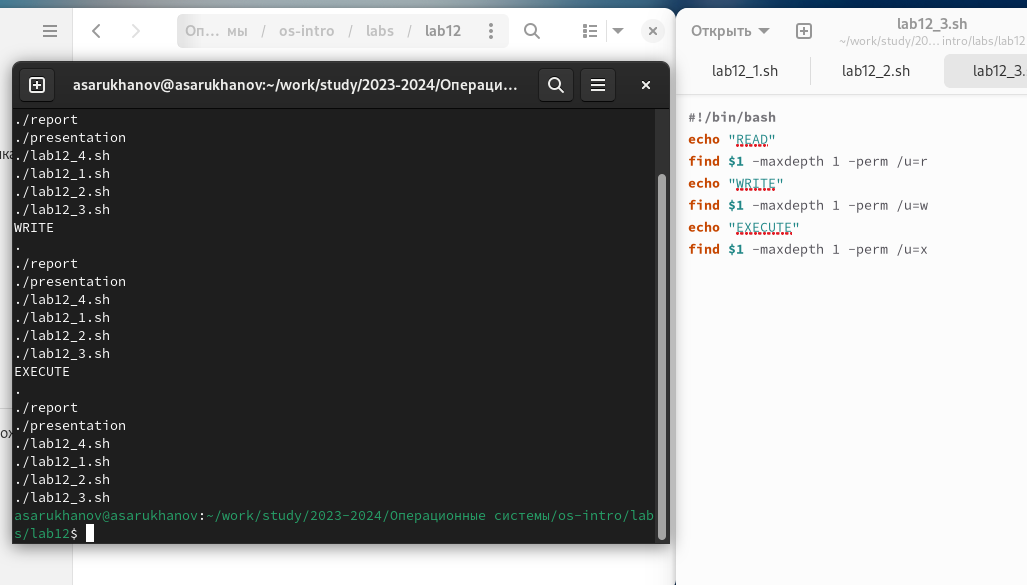 Оп… мы / os-intro / labs / lab12
Открыть
lab12_3.sh
~/work/study/20… intro/labs/lab12
lab12_1.sh
lab12_2.sh
lab12_3.
asarukhanov@asarukhanov:~/work/study/2023-2024/Операци…
./report
./presentation
./lab12_4.sh
./lab12_1.sh
./lab12_2.sh
./lab12_3.sh
WRITE
.
./report
./presentation
./lab12_4.sh
./lab12_1.sh
./lab12_2.sh
./lab12_3.sh
EXECUTE
.
./report
./presentation
./lab12_4.sh
./lab12_1.sh
./lab12_2.sh
./lab12_3.sh
asarukhanov@asarukhanov:~/work/study/2023-2024/Операционные системы/os-intro/lab
s/lab12$
#!/bin/bash
echo "READ"
find $1 -maxdepth 1 -perm /u=r
echo "WRITE"
find $1 -maxdepth 1 -perm /u=w
echo "EXECUTE"
find $1 -maxdepth 1 -perm /u=x